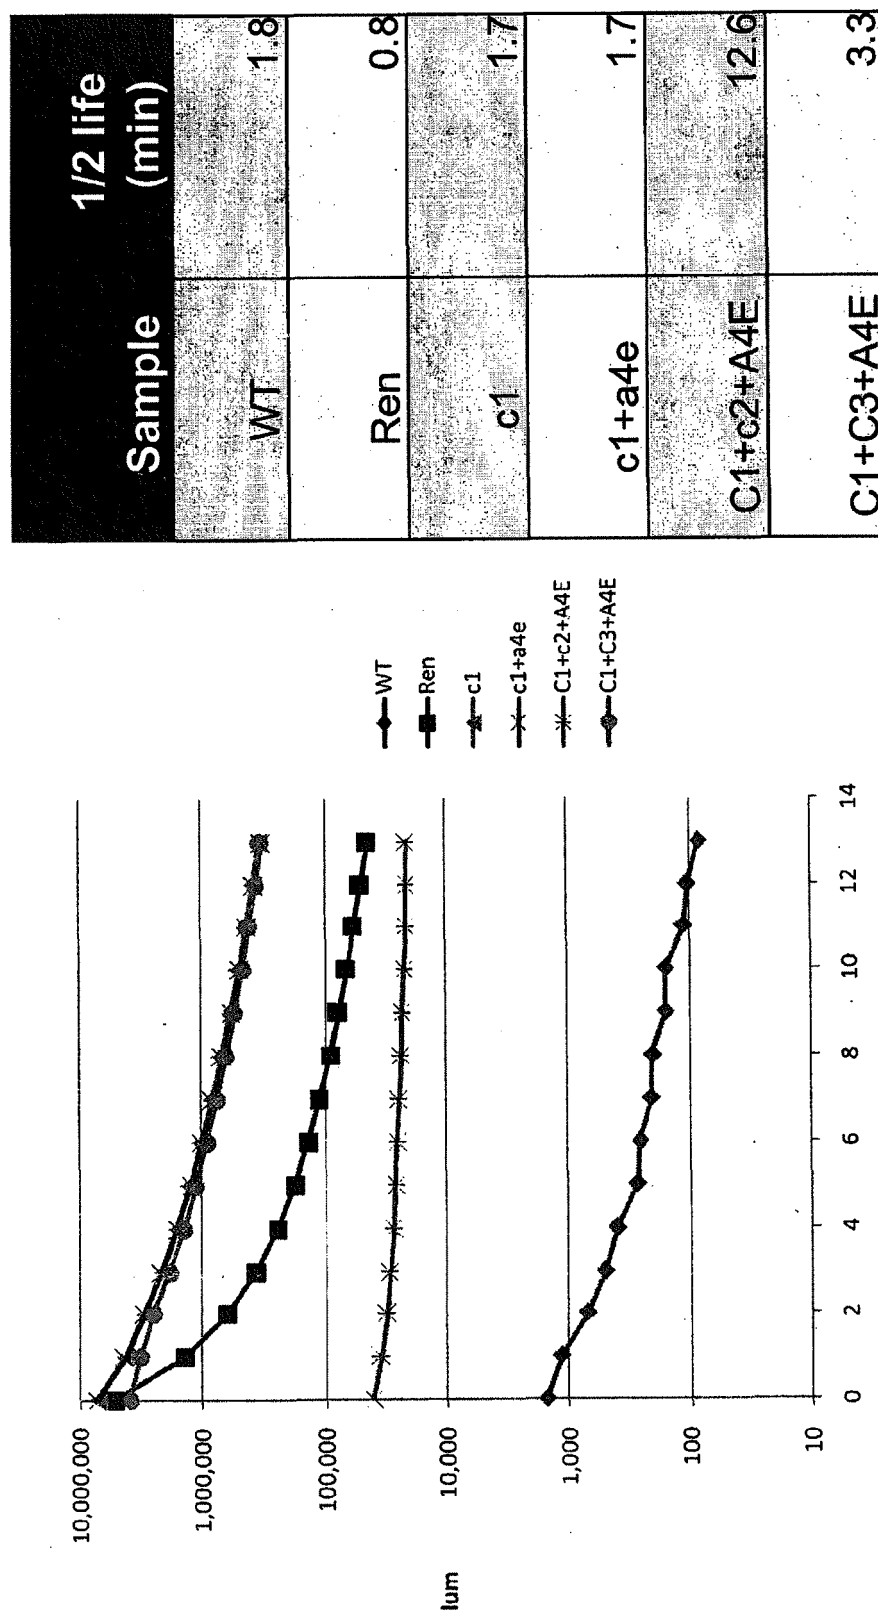 10,000,000
1,000,000
100,000
10,000
1,000
100
10
lum
0
2
4
6
8
10
12
14
WT
Ren
c1
c1+a4e
C1+c2+A4E
C1+C3+A4E
Sample 1/2 life (min)
WT 1.8
Ren 0.8
c1 1.7
c1+a4e 1.7
C1+c2+A4E 12.6
C1+C3+A4E 3.3